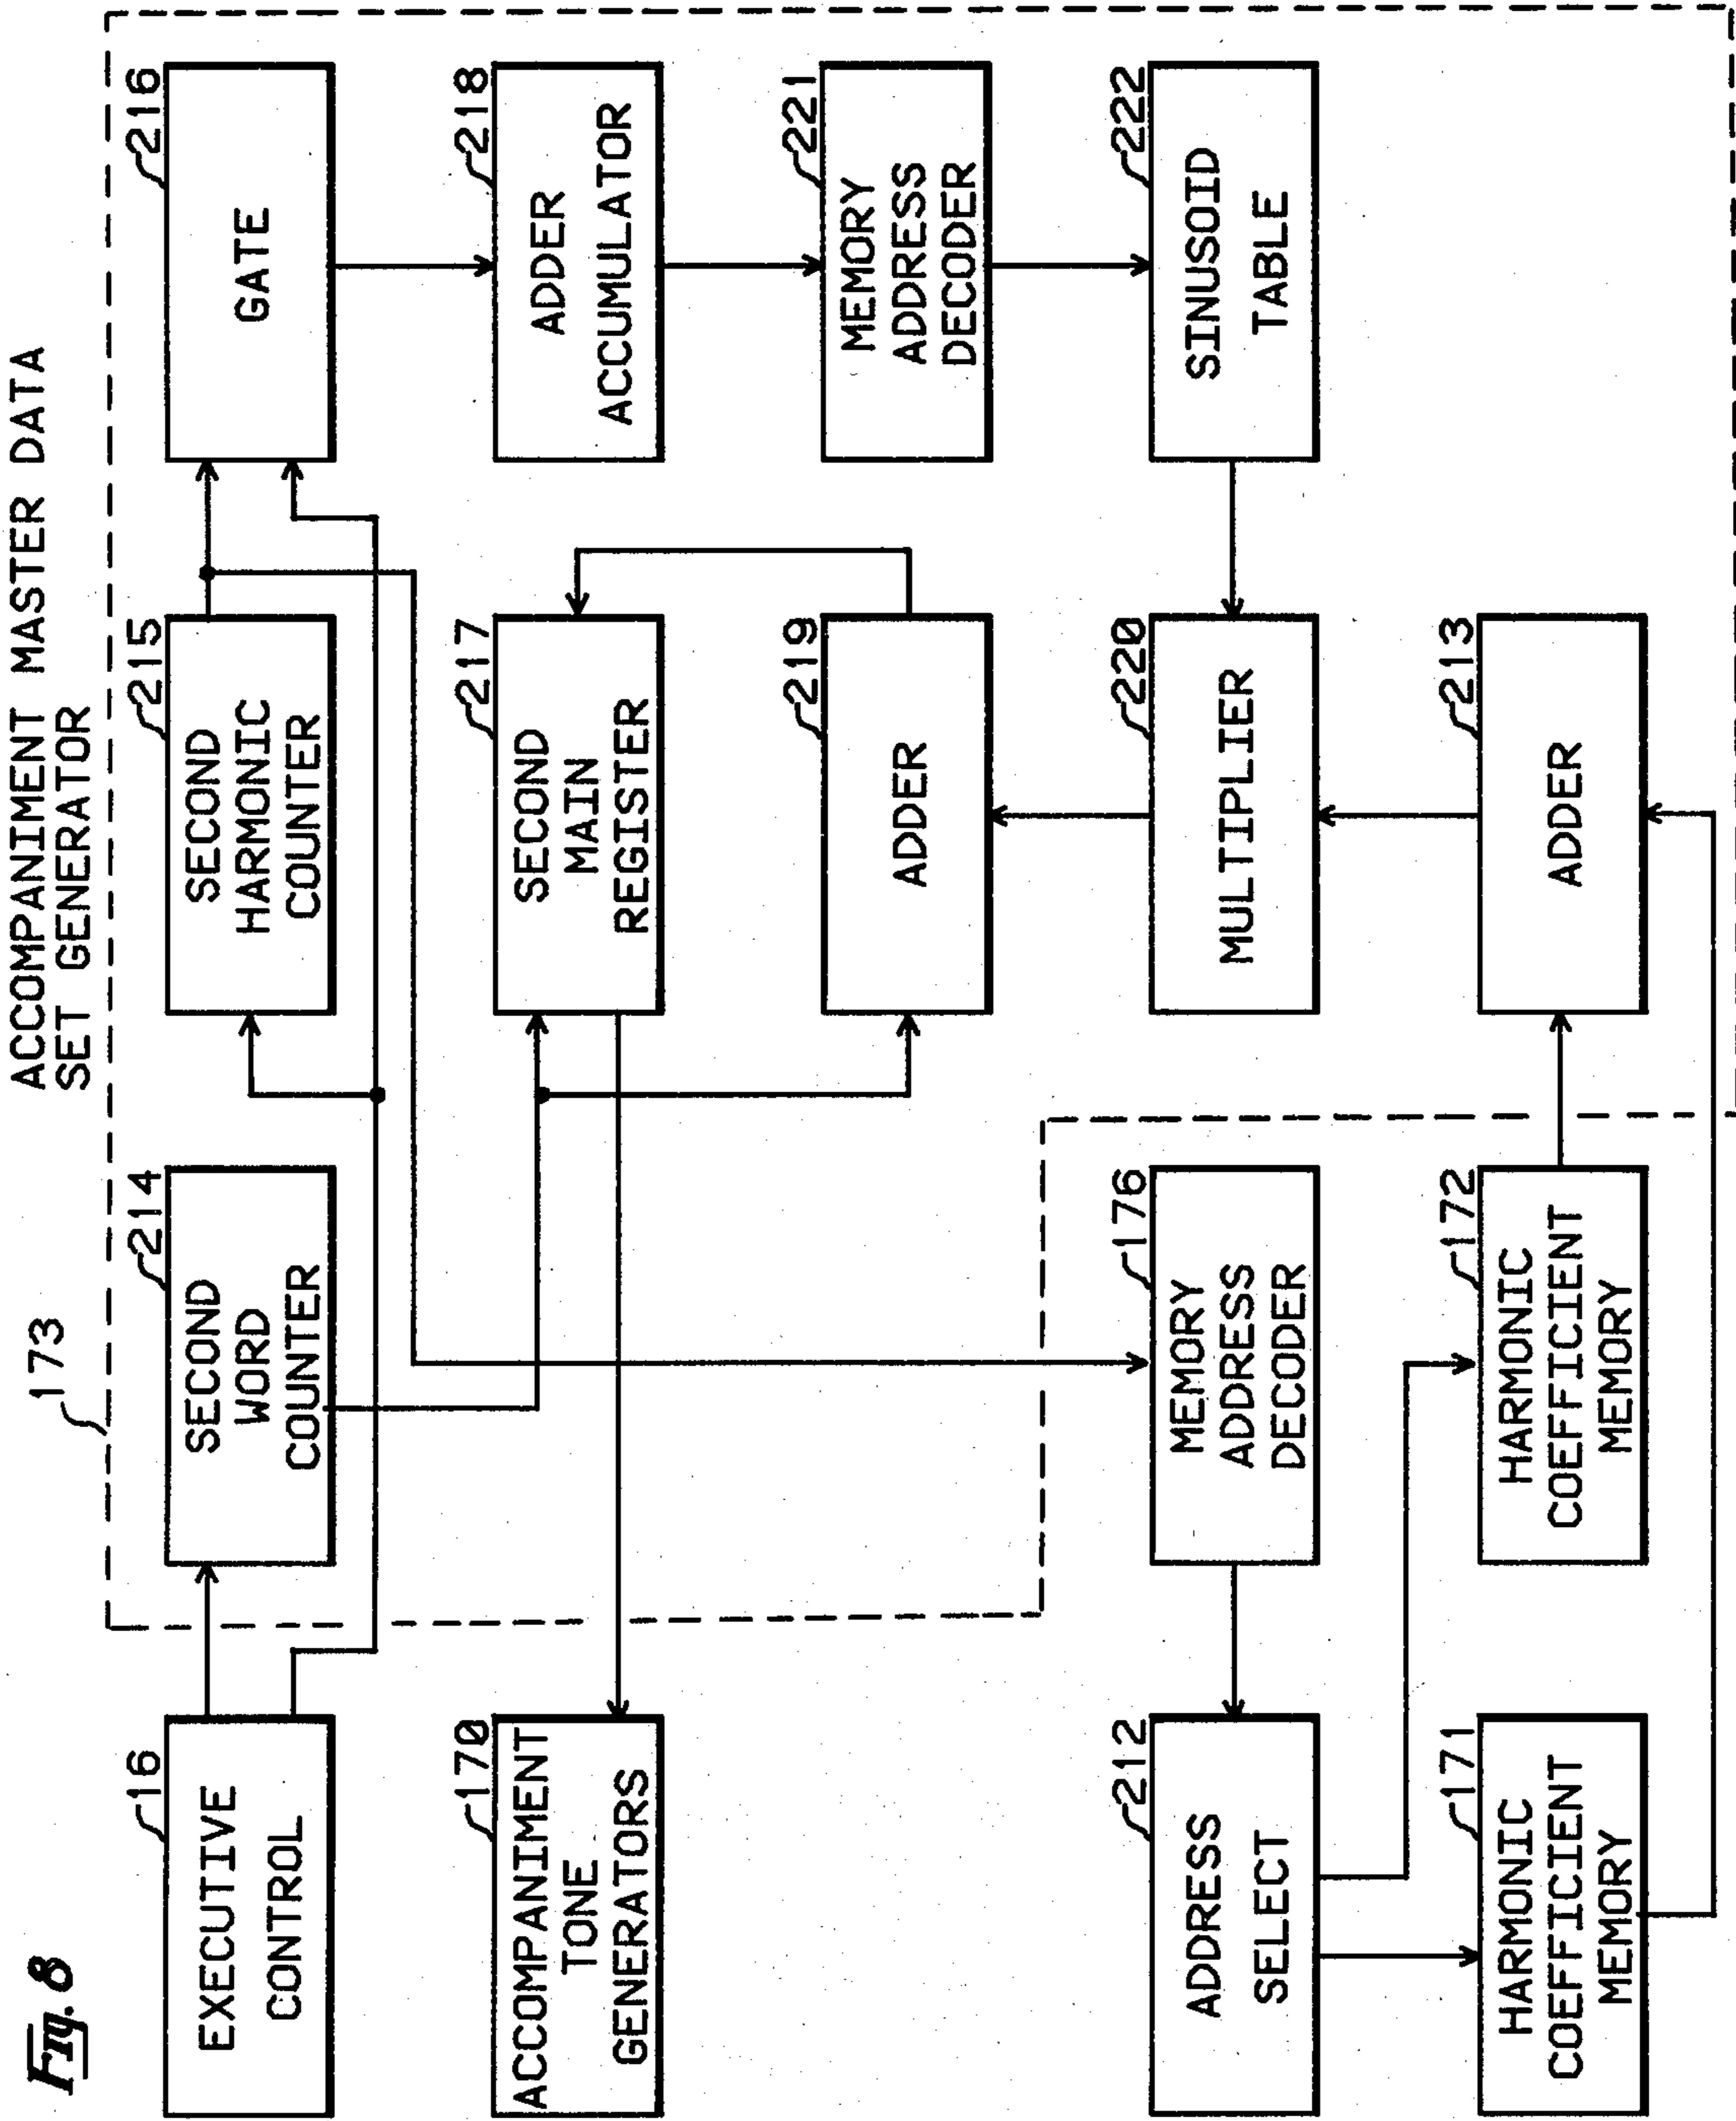 Fig. 8
ACCOMPANIMENT MASTER DATA
SET GENERATOR
173
16
EXECUTIVE
CONTROL
214
SECOND
WORD
COUNTER
215
SECOND
HARMONIC
COUNTER
216
GATE
170
ACCOMPANIMENT
TONE
GENERATORS
217
SECOND
MAIN
REGISTER
218
ADDER
ACCUMULATOR
219
ADDER
221
MEMORY
ADDRESS
DECODER
212
ADDRESS
SELECT
176
MEMORY
ADDRESS
DECODER
220
MULTIPLIER
222
SINUSOID
TABLE
171
HARMONIC
COEFFICIENT
MEMORY
172
HARMONIC
COEFFICIENT
MEMORY
213
ADDER